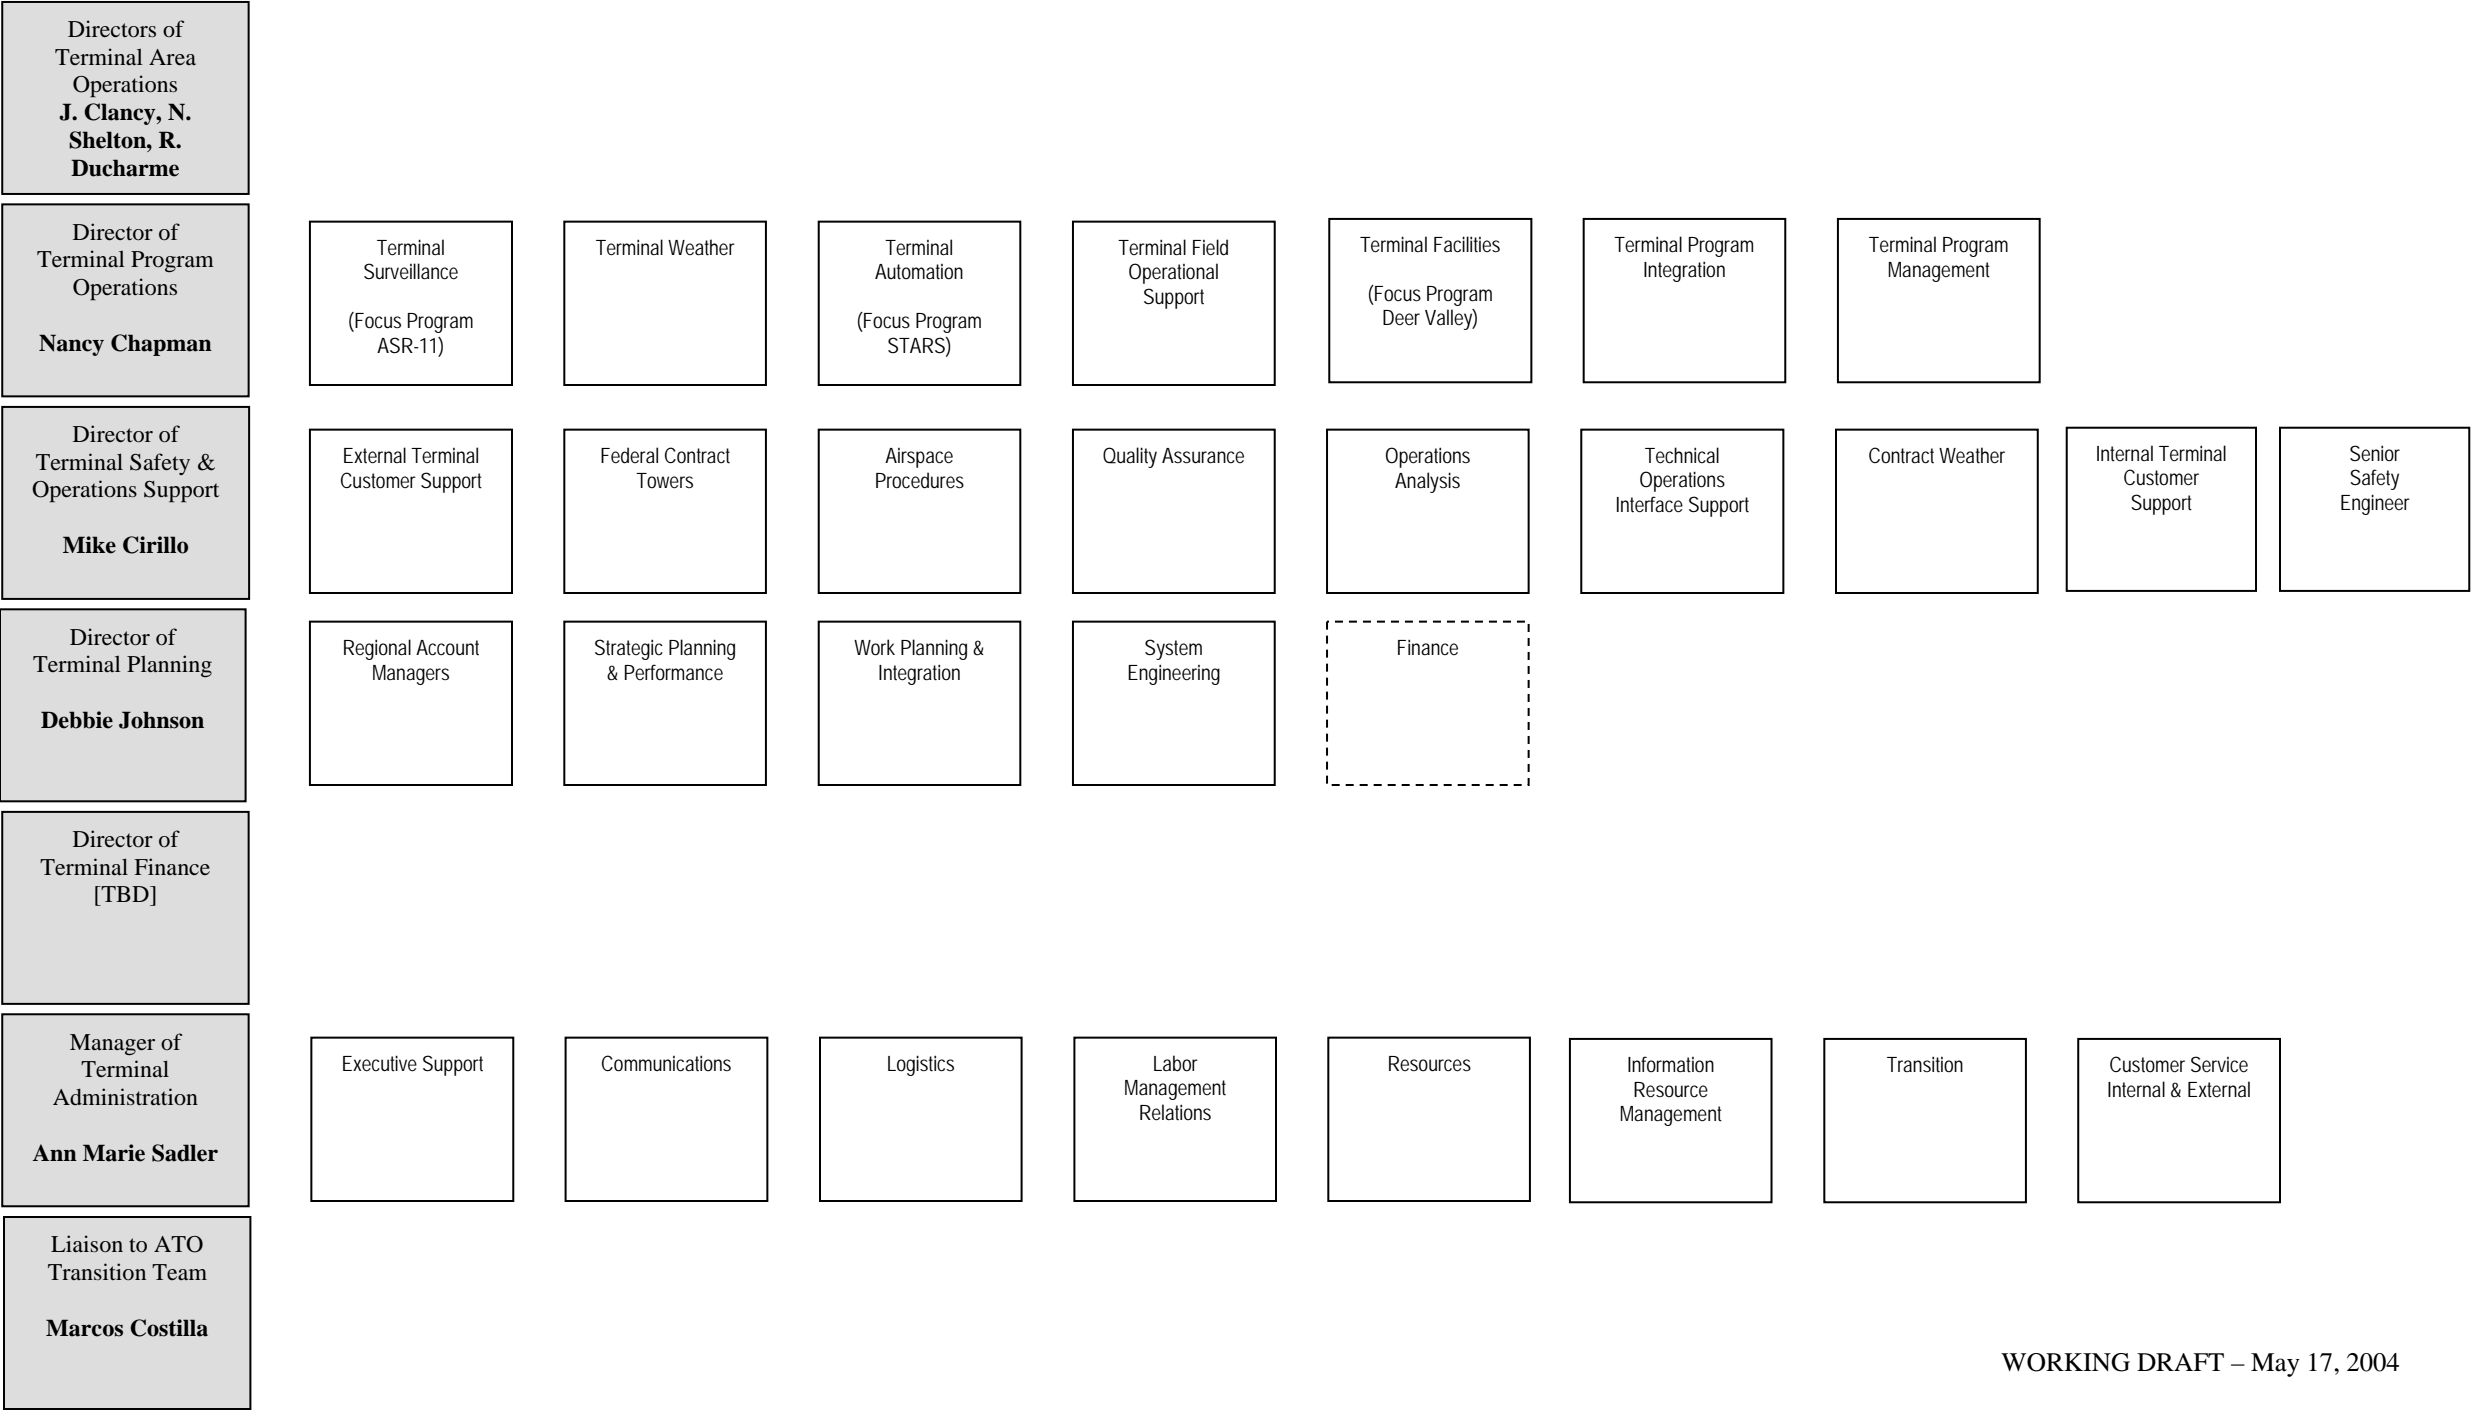 Directors of
Terminal Area
Operations
J. Clancy, N.
Shelton, R.
Ducharme
Director of
Terminal Program
Operations
Nancy Chapman
Terminal
Surveillance
(Focus Program
ASR-11)
Terminal Weather
Terminal
Automation
(Focus Program
STARS)
Terminal Field
Operational
Support
Terminal Facilities
(Focus Program
Deer Valley)
Terminal Program
Integration
Terminal Program
Management
Director of
Terminal Safety &
Operations Support
Mike Cirillo
External Terminal
Customer Support
Federal Contract
Towers
Airspace
Procedures
Quality Assurance
Operations
Analysis
Technical
Operations
Interface Support
Contract Weather
Internal Terminal
Customer
Support
Senior
Safety
Engineer
Director of
Terminal Planning
Debbie Johnson
Regional Account
Managers
Strategic Planning
& Performance
Work Planning &
Integration
System
Engineering
Finance
Director of
Terminal Finance
[TBD]
Manager of
Terminal
Administration
Ann Marie Sadler
Executive Support
Communications
Logistics
Labor
Management
Relations
Resources
Information
Resource
Management
Transition
Customer Service
Internal & External
Liaison to ATO
Transition Team
Marcos Costilla
WORKING DRAFT – May 17, 2004